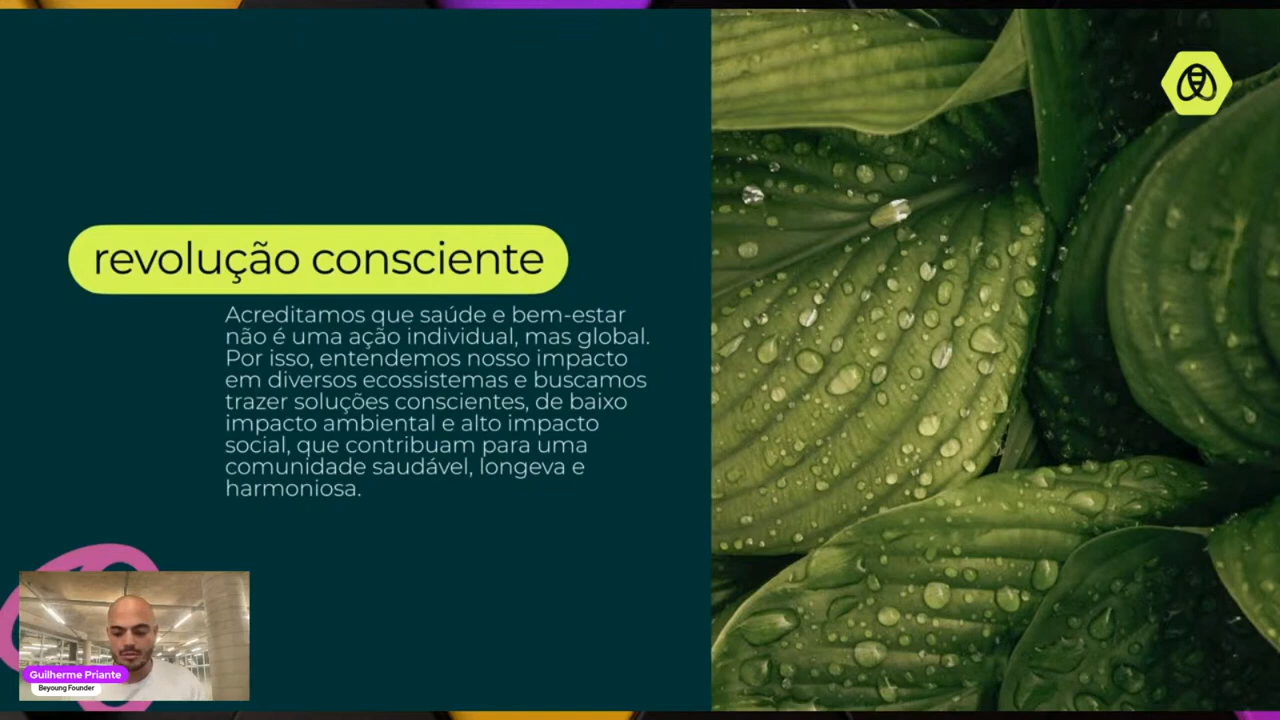 revolução consciente
Acreditamos que saúde e bem-estar
não é uma ação individual, mas global.
Por isso, entendemos nosso impacto
em diversos ecossistemas e buscamos
trazer soluções conscientes, de baixo
impacto ambiental e alto impacto
social, que contribuam para uma
comunidade saudável, longeva e
harmoniosa.
Guilherme Priante
Beyoung Founder